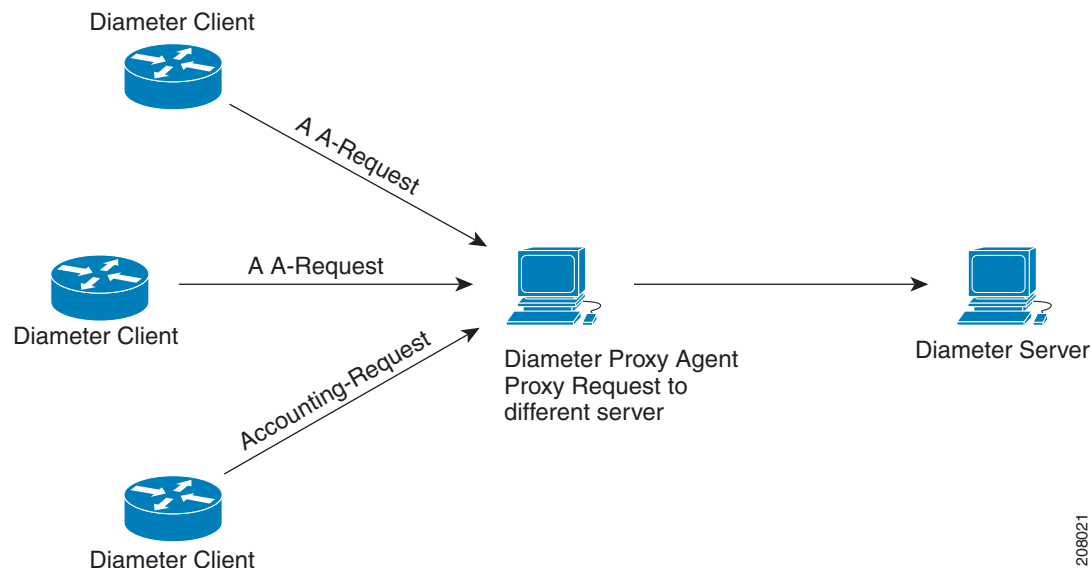 Diameter Client
A A-Request
A A-Request
Diameter Client
Accounting-Request
Diameter Proxy Agent
Proxy Request to
different server
Diameter Server
Diameter Client
208021